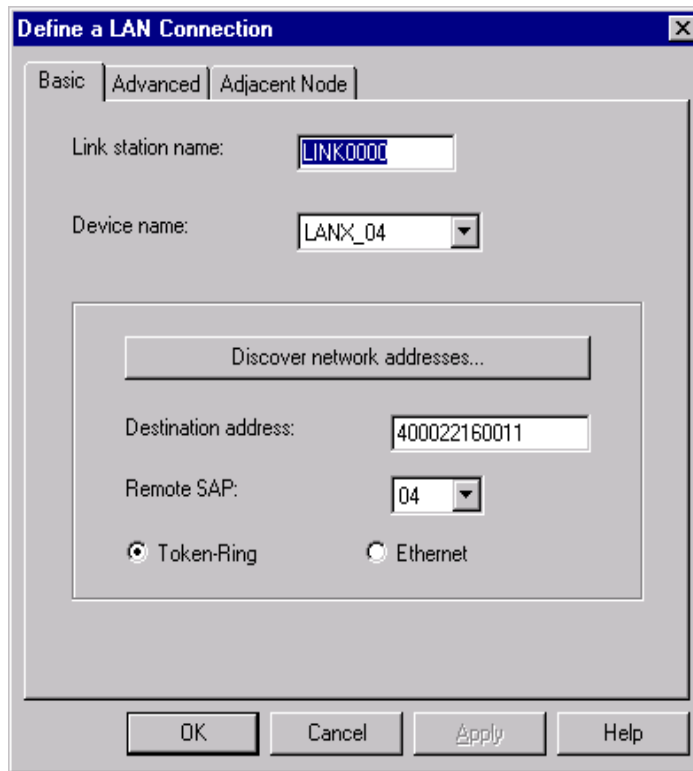 Define a LAN Connection
Basic Advanced Adjacent Node
Link station name: LINK0000
Device name: LANX_04
Discover network addresses...
Destination address: 400022160011
Remote SAP: 04
Token-Ring Ethernet
OK Cancel Apply Help